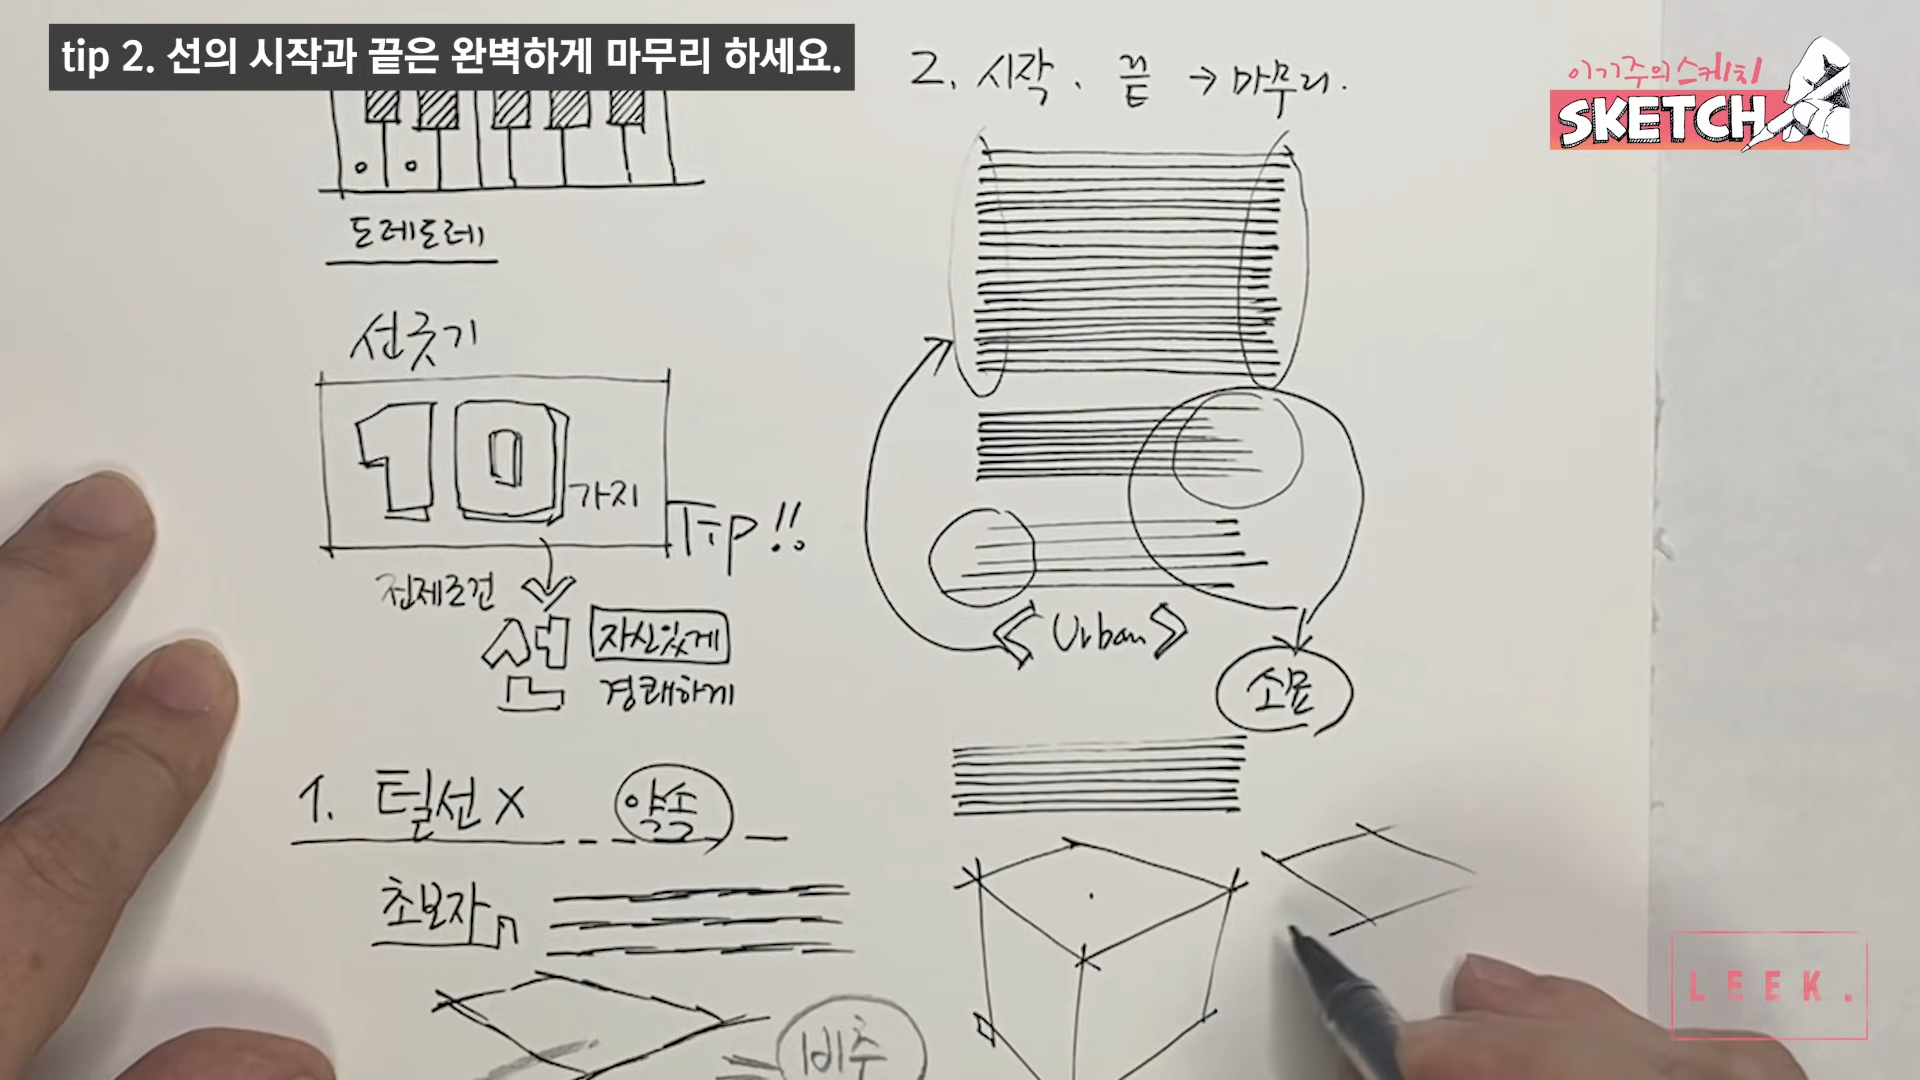 tip 2. 선의 시작과 끝은 완벽하게 마무리 하세요.
이기주의 스케치
SKETCH
도레도레
선긋기
10가지
Tip!!
전제조건
선
자신있게
경쾌하게
1. 털선 X 약속
초보자
비추
2. 시작. 끝 → 마무리.
《Urban》
소묘
LEEK.